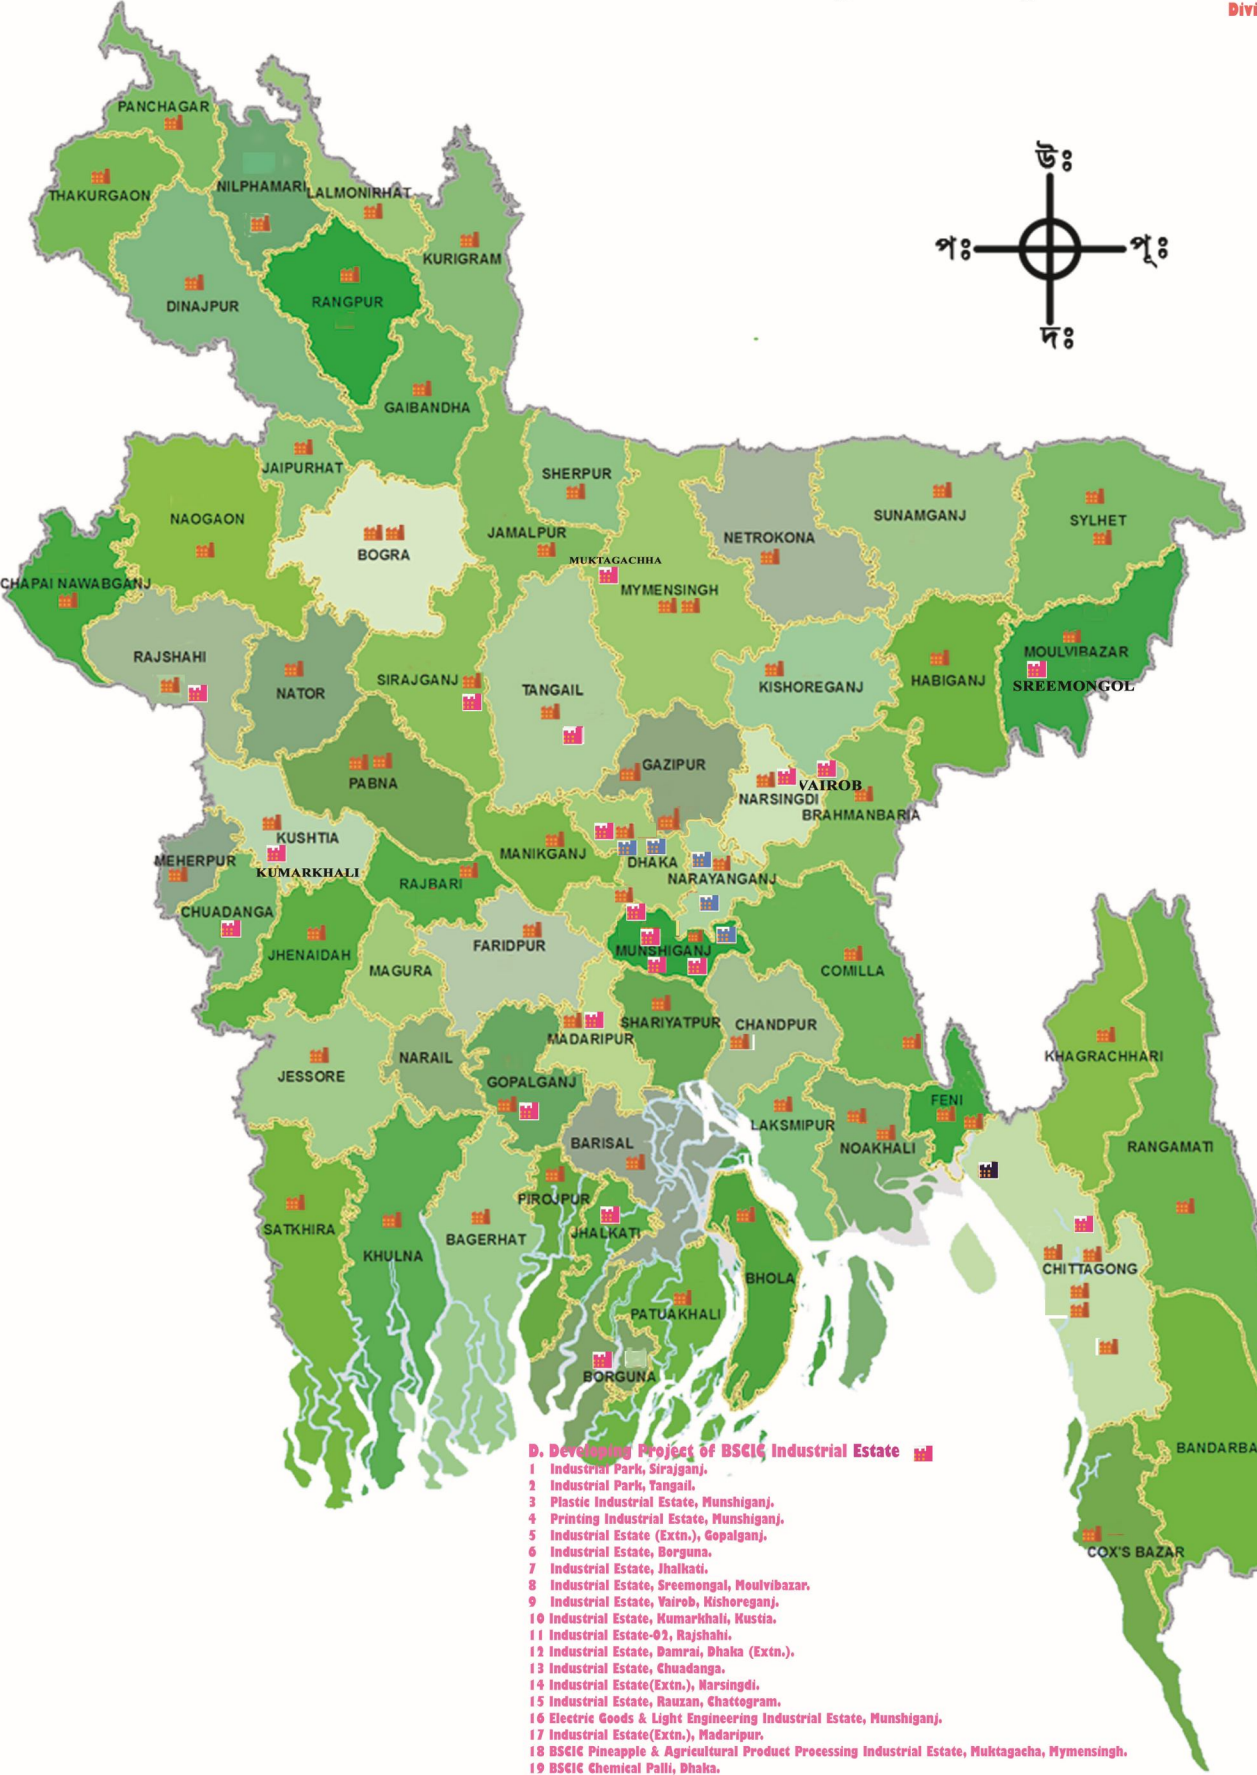 Divi
PANCHAGAR
THAKURGAON
NILPHAMARI
LALMONIRHAT
উঃ
পঃ
পূঃ
দঃ
KURIGRAM
DINAJPUR
RANGPUR
GAIBANDHA
JAIPURHAT
SHERPUR
NAOGAON
BOGRA
JAMALPUR
NETROKONA
SUNAMGANJ
SYLHET
MUKTAGACHHA
CHAPAI NAWABGANJ
MYMENSINGH
RAJSHAHI
NATOR
SIRAJGANJ
TANGAIL
KISHOREGANJ
HABIGANJ
MOULVIBAZAR
SREEMONGOL
PABNA
GAZIPUR
NARSINGDI
VAIROB
BRAHMANBARIA
KUSHTIA
MEHERPUR
KUMARKHALI
MANIKGANJ
DHAKA
NARAYANGANJ
RAJBARI
CHUADANGA
JHENAIDAH
MAGURA
FARIDPUR
MUNSHIGANJ
COMILLA
SHARIYATPUR
CHANDPUR
MADARIPUR
JESSORE
NARAIL
GOPALGANJ
KHAGRACHHARI
FENI
LAKSMIPUR
NOAKHALI
BARISAL
RANGAMATI
PIROJPUR
SATKHIRA
KHULNA
BAGERHAT
JHALKATI
BHOLA
CHITTAGONG
PATUAKHALI
BORGUNA
BANDARBA
COX'S BAZAR
D. Developing Project of BSCIC Industrial Estate
1 Industrial Park, Sirajganj.
2 Industrial Park, Tangail.
3 Plastic Industrial Estate, Munshiganj.
4 Printing Industrial Estate, Munshiganj.
5 Industrial Estate (Extn.), Gopalganj.
6 Industrial Estate, Borguna.
7 Industrial Estate, Jhalkati.
8 Industrial Estate, Sreemongal, Moulvibazar.
9 Industrial Estate, Vairob, Kishoreganj.
10 Industrial Estate, Kumarkhali, Kustia.
11 Industrial Estate-02, Rajshahi.
12 Industrial Estate, Damrai, Dhaka (Extn.).
13 Industrial Estate, Chuadanga.
14 Industrial Estate(Extn.), Narsingdi.
15 Industrial Estate, Rauzan, Chattogram.
16 Electric Goods & Light Engineering Industrial Estate, Munshiganj.
17 Industrial Estate(Extn.), Madaripur.
18 BSCIC Pineapple & Agricultural Product Processing Industrial Estate, Muktagacha, Mymensingh.
19 BSCIC Chemical Palli, Dhaka.